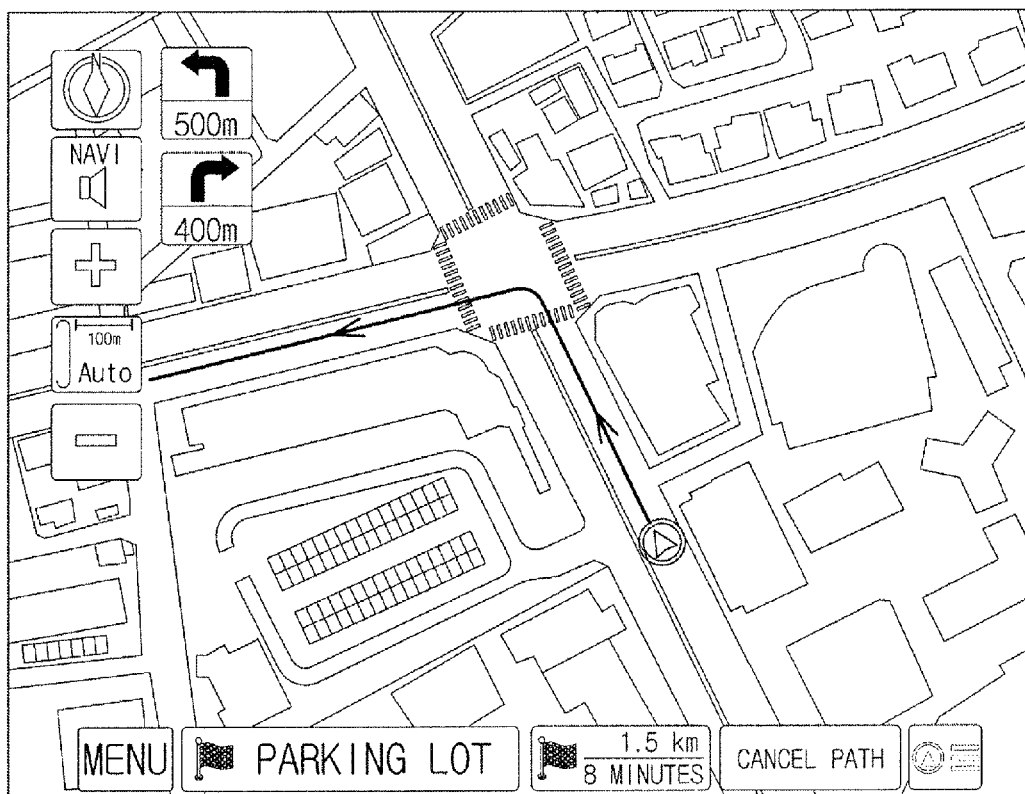 N
500m
NAVI
400m
100m
Auto
MENU
PARKING LOT
1.5 km
8 MINUTES
CANCEL PATH